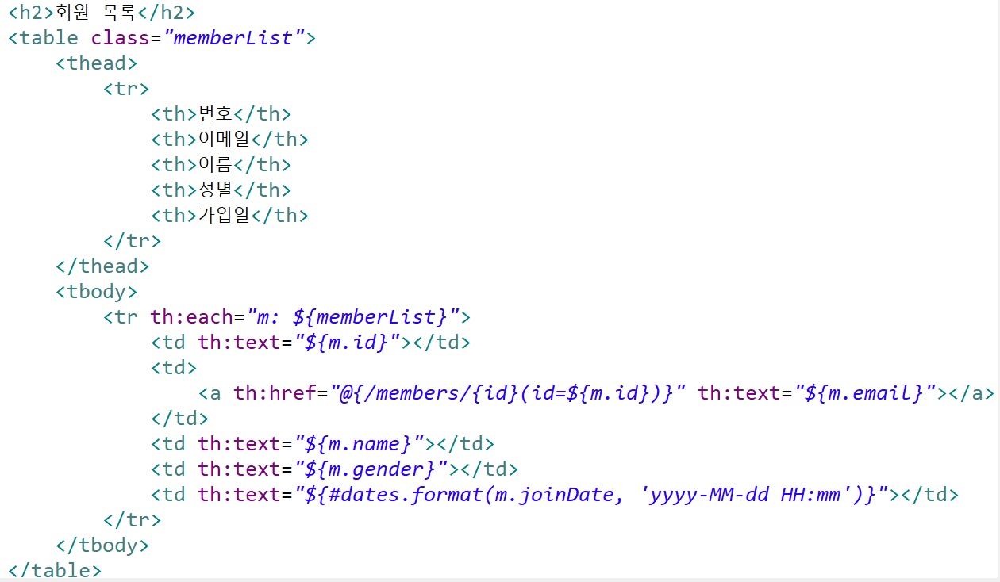 <h2>회원 목록</h2>
<table class="memberList">
    <thead>
        <tr>
            <th>번호</th>
            <th>이메일</th>
            <th>이름</th>
            <th>성별</th>
            <th>가입일</th>
        </tr>
    </thead>
    <tbody>
        <tr th:each="m: ${memberList}">
            <td th:text="${m.id}"></td>
            <td>
                <a th:href="@{/members/{id}(id=${m.id})}" th:text="${m.email}"></a>
            </td>
            <td th:text="${m.name}"></td>
            <td th:text="${m.gender}"></td>
            <td th:text="${#dates.format(m.joinDate, 'yyyy-MM-dd HH:mm')}"></td>
        </tr>
    </tbody>
</table>